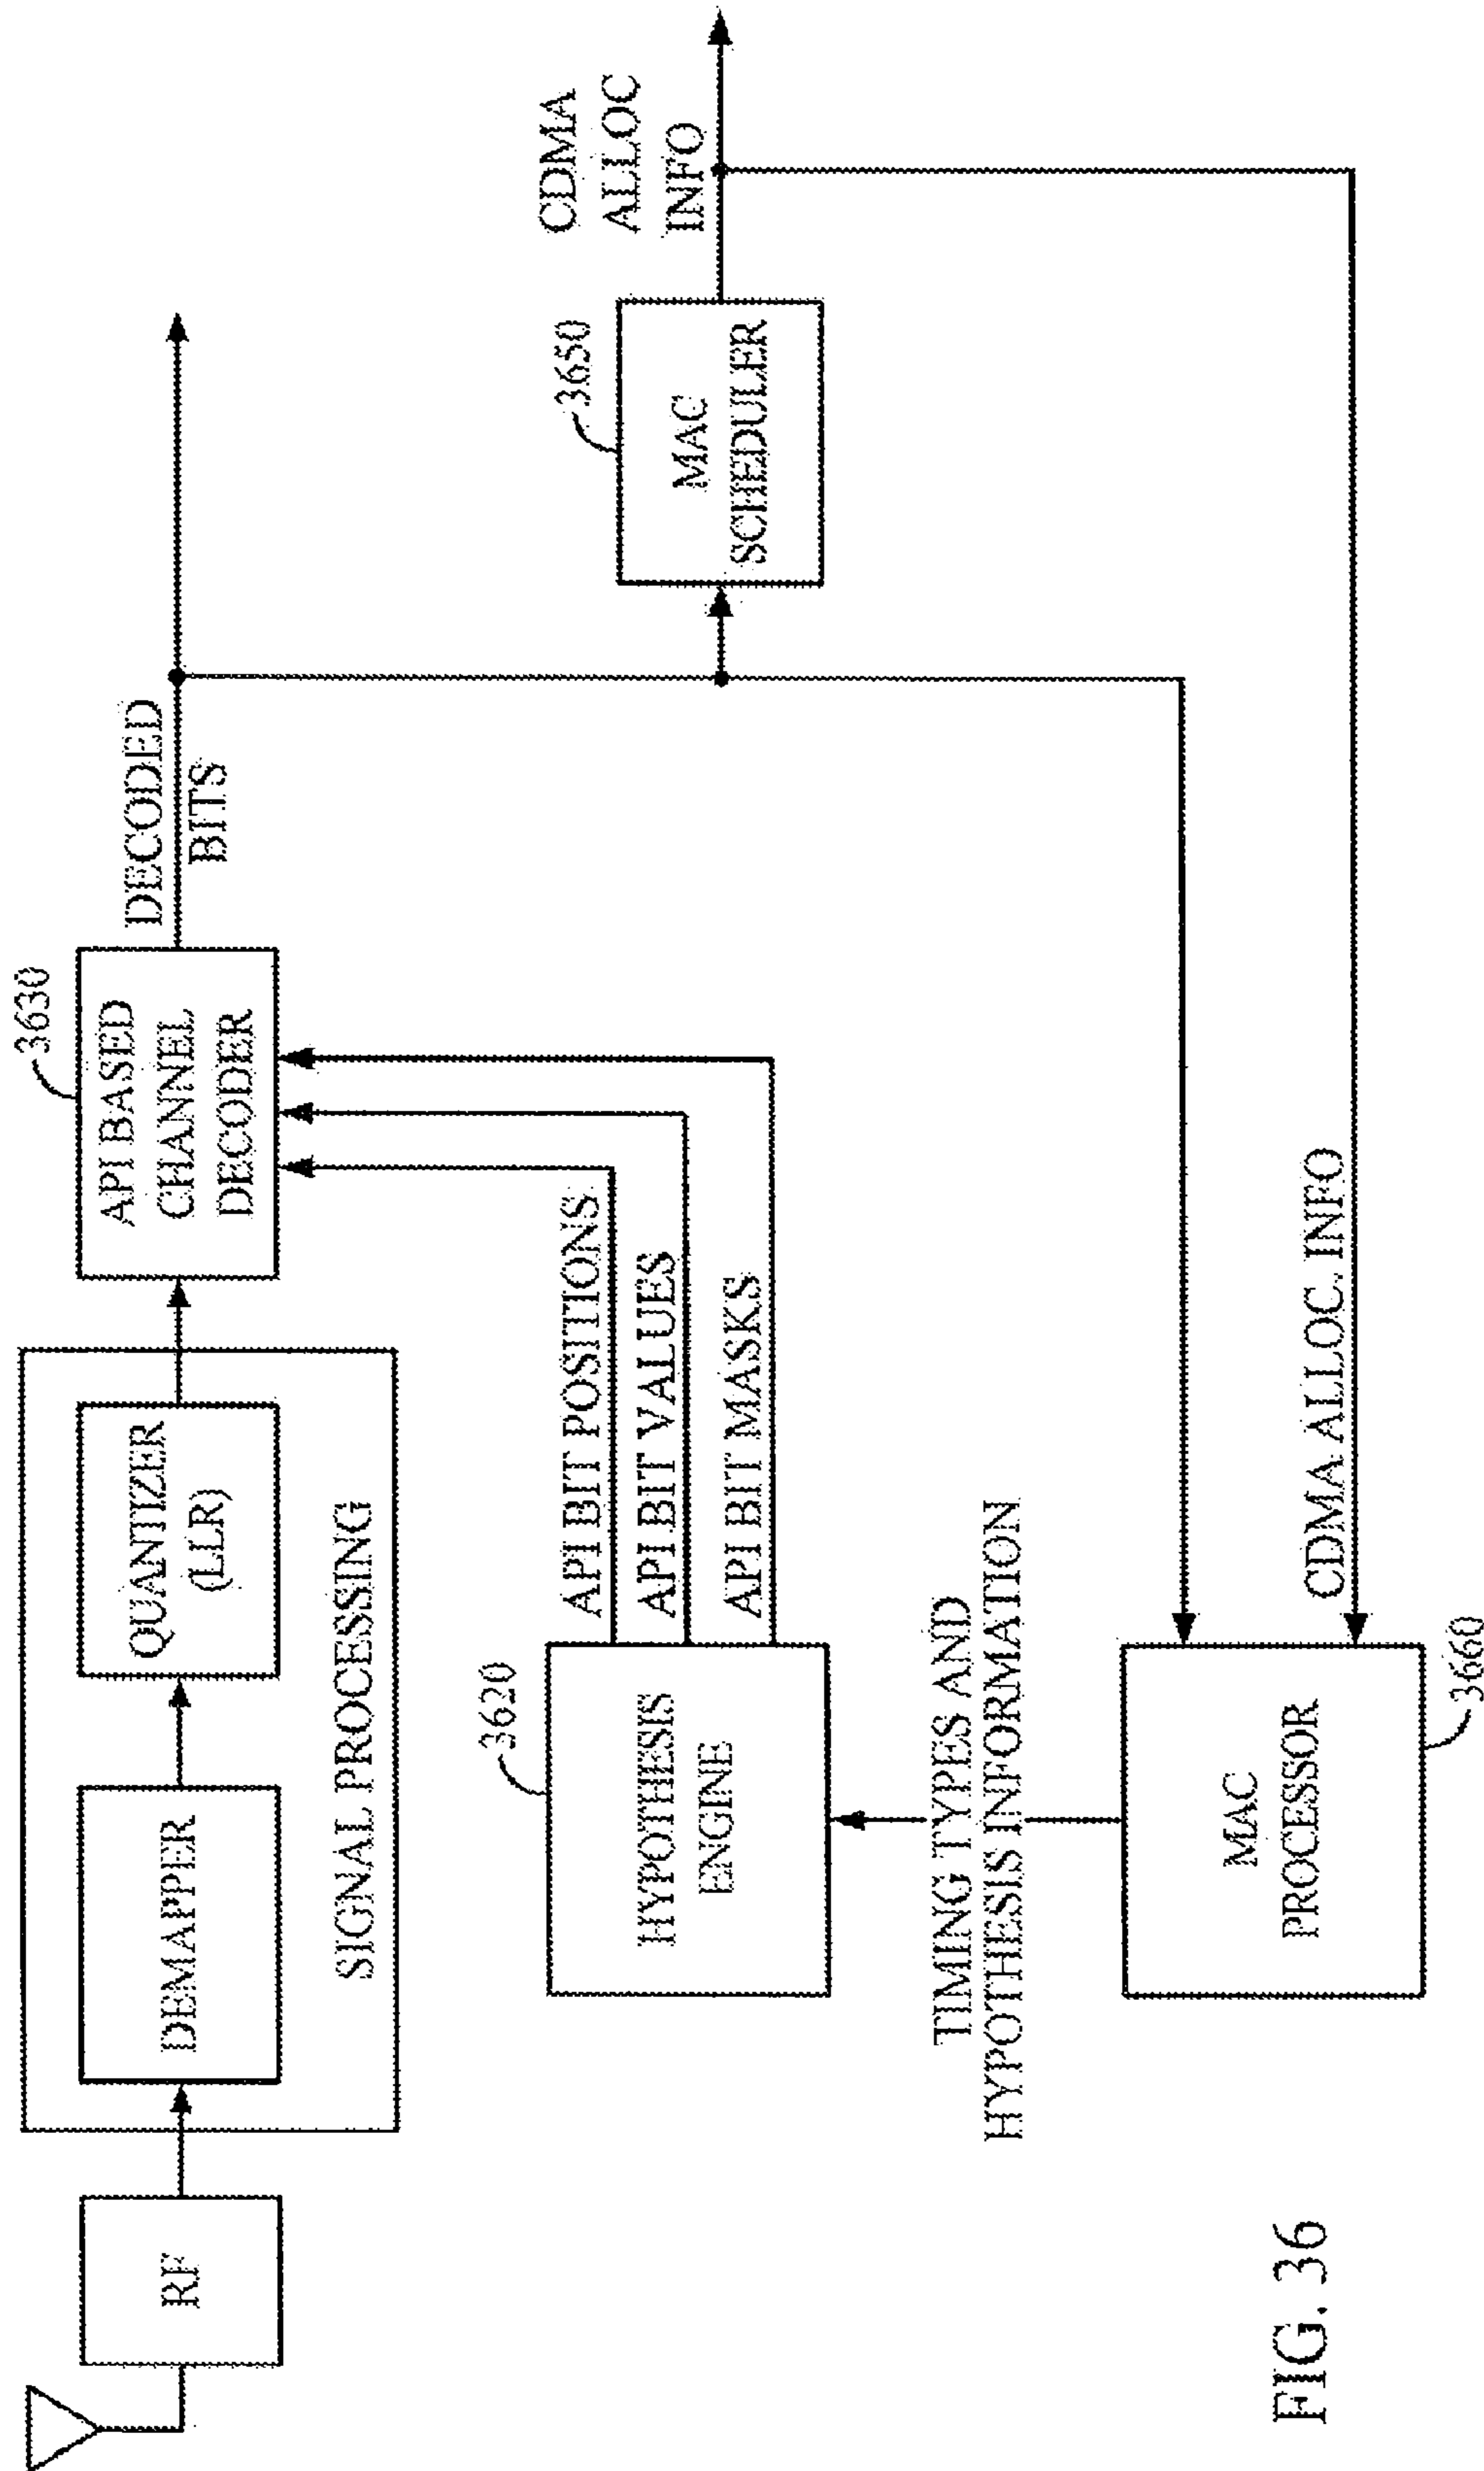 RF
DEMAPPER
QUANTIZER
(LLR)
SIGNAL PROCESSING
3630
API BASED
CHANNEL
DECODER
DECODED
BITS
3620
HYPOTHESIS
ENGINE
API BIT POSITIONS
API BIT VALUES
API BIT MASKS
3650
MAC
SCHEDULER
CDMA
ALLOC
INFO
TIMING TYPES AND
HYPOTHESIS INFORMATION
MAC
PROCESSOR
3660
CDMA ALLOC. INFO
FIG. 36